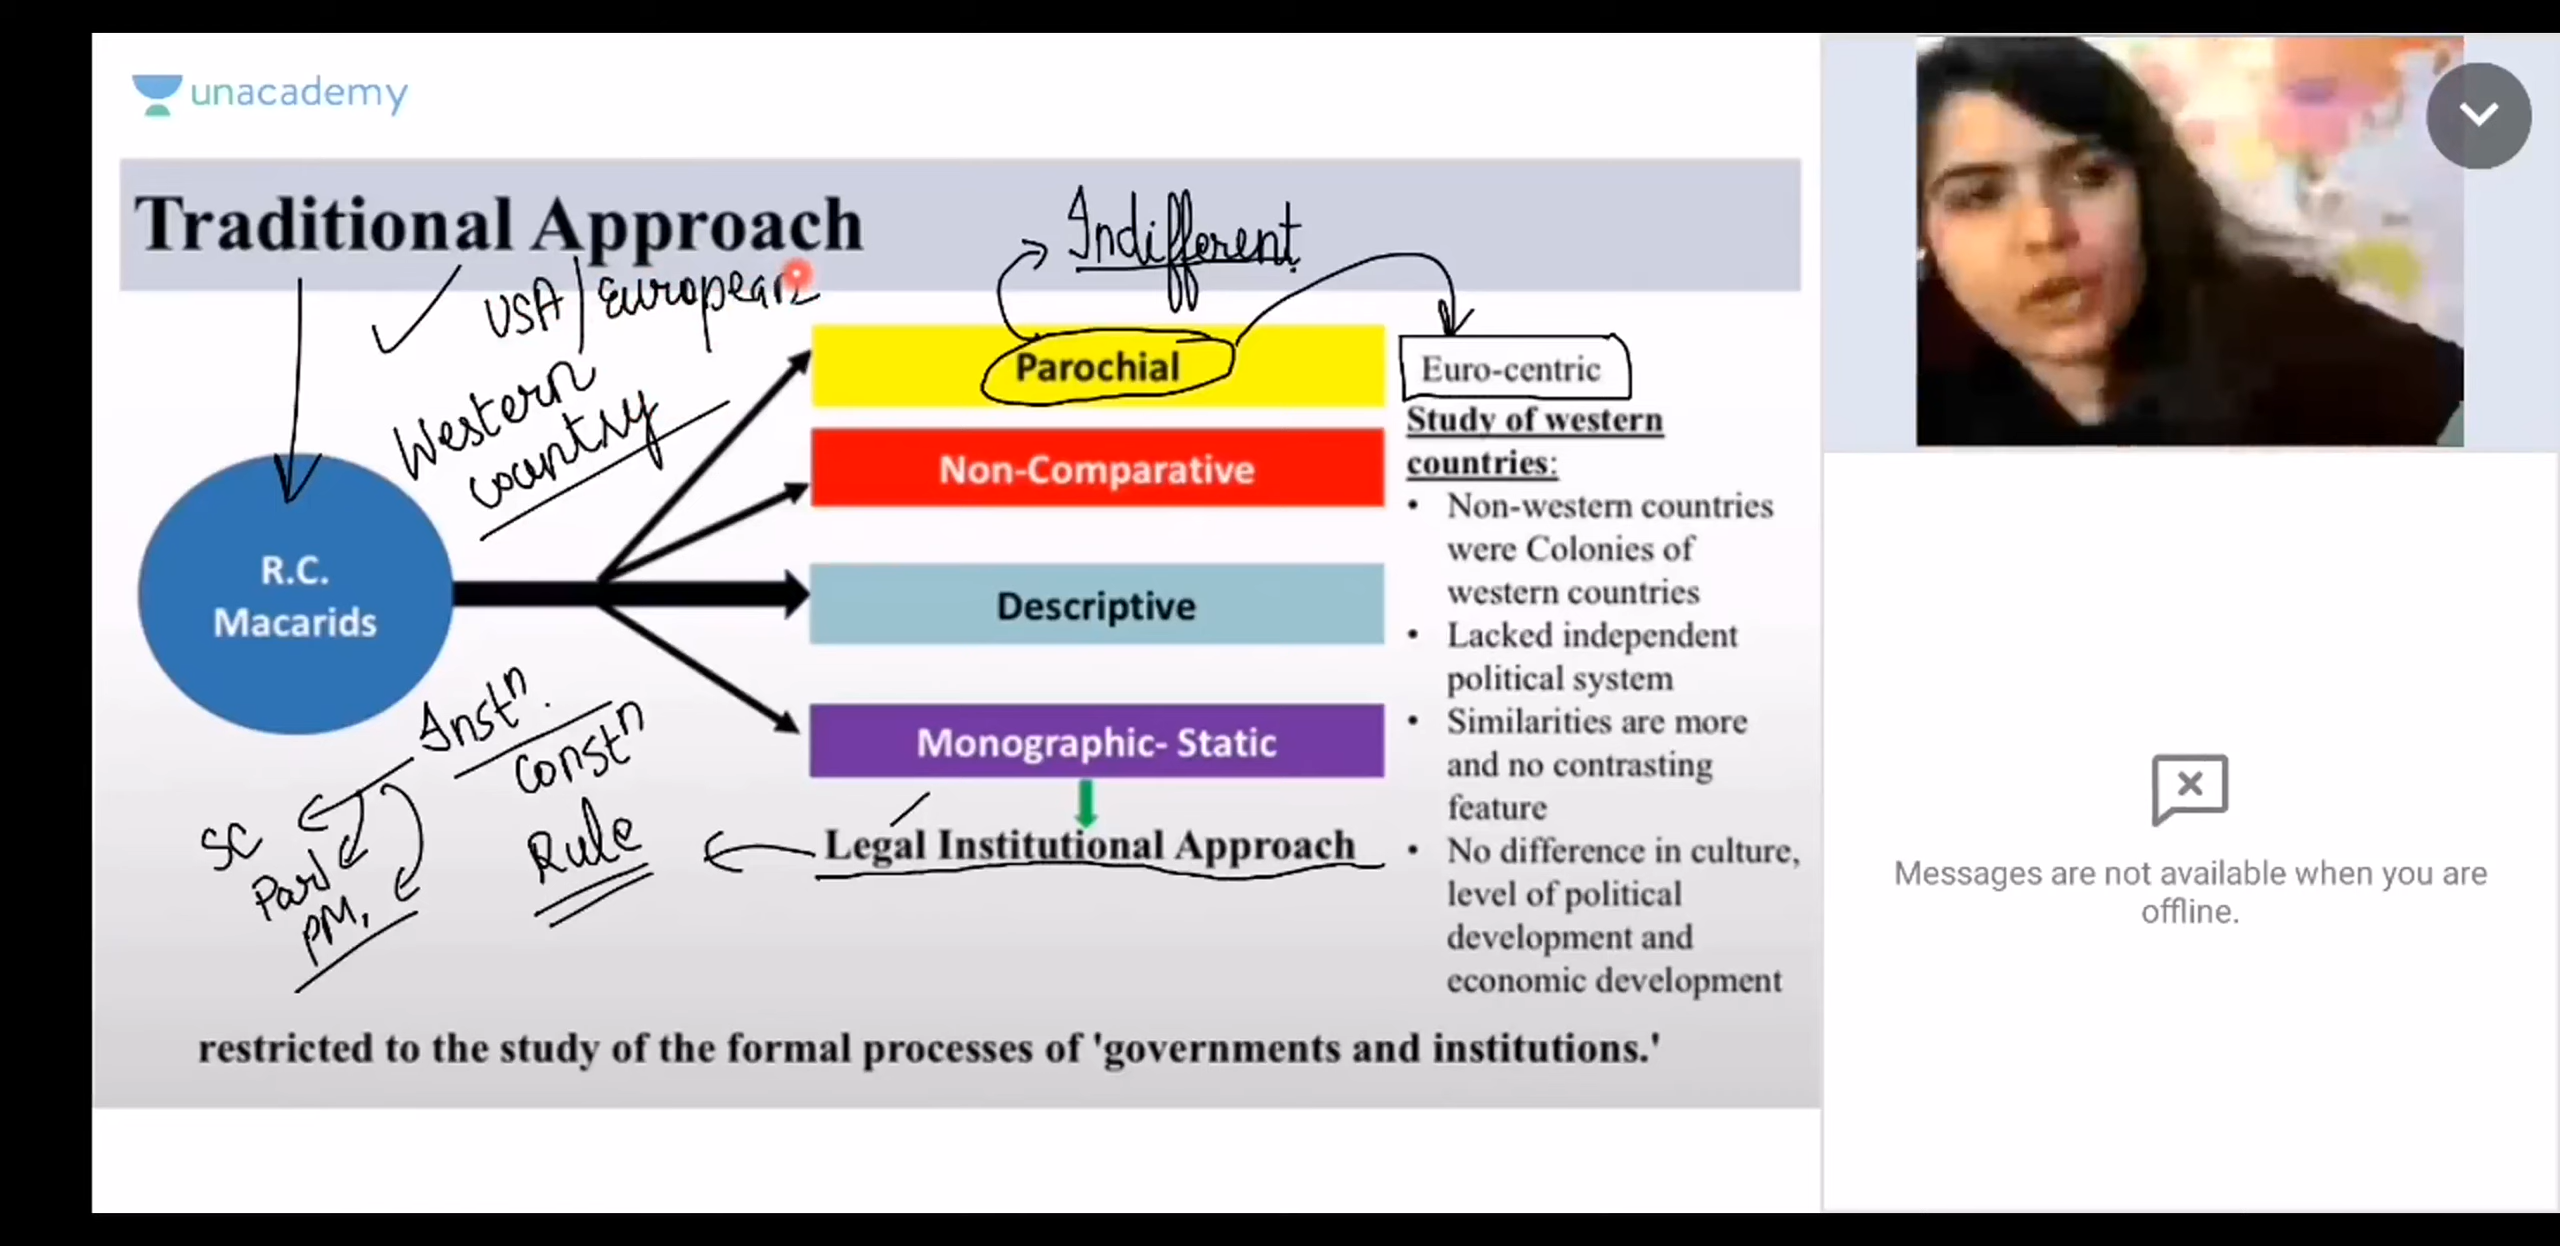 unacademy
Traditional Approach
Indifferent
USA/European
Western
country
Parochial
Euro-centric
Non-Comparative
Descriptive
Monographic- Static
R.C.
Macarids
Study of western
countries:
• Non-western countries
were Colonies of
western countries
• Lacked independent
political system
• Similarities are more
and no contrasting
feature
• No difference in culture,
level of political
development and
economic development
Instn.
Constn
Rule
SC
Parl
PM,
Legal Institutional Approach
restricted to the study of the formal processes of 'governments and institutions.'
Messages are not available when you are
offline.